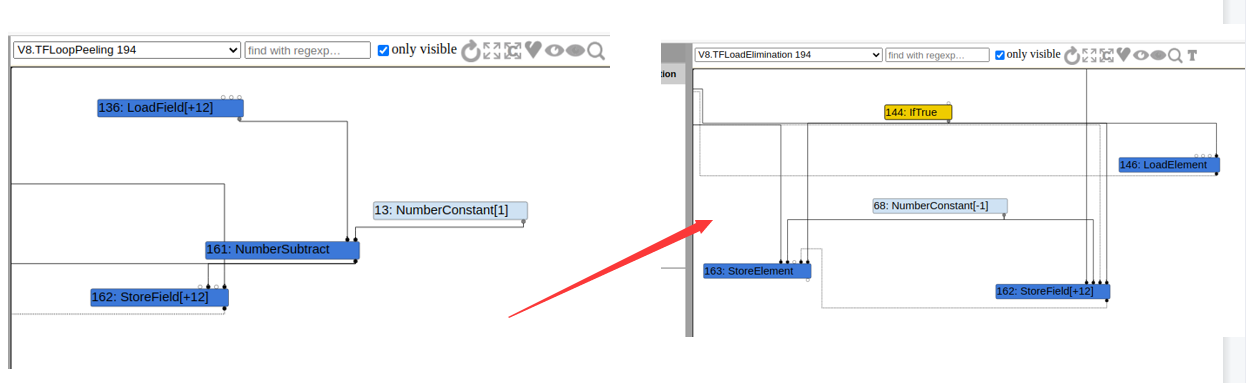 V8.TFLoopPeeling 194
find with regexp…
only visible
136: LoadField[+12]
13: NumberConstant[1]
161: NumberSubtract
162: StoreField[+12]
tion
V8.TFLoadElimination 194
find with regexp…
only visible
T
144: IfTrue
146: LoadElement
68: NumberConstant[-1]
163: StoreElement
162: StoreField[+12]